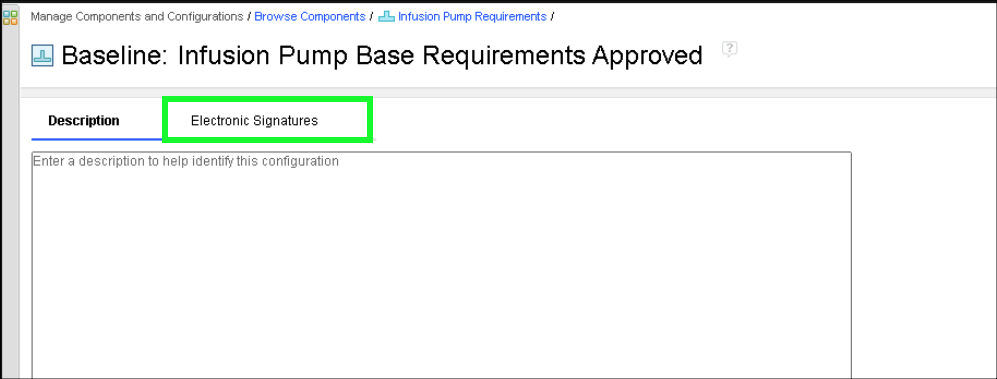 Manage Components and Configurations / Browse Components / Infusion Pump Requirements /
Baseline: Infusion Pump Base Requirements Approved ?
Description Electronic Signatures
Enter a description to help identify this configuration